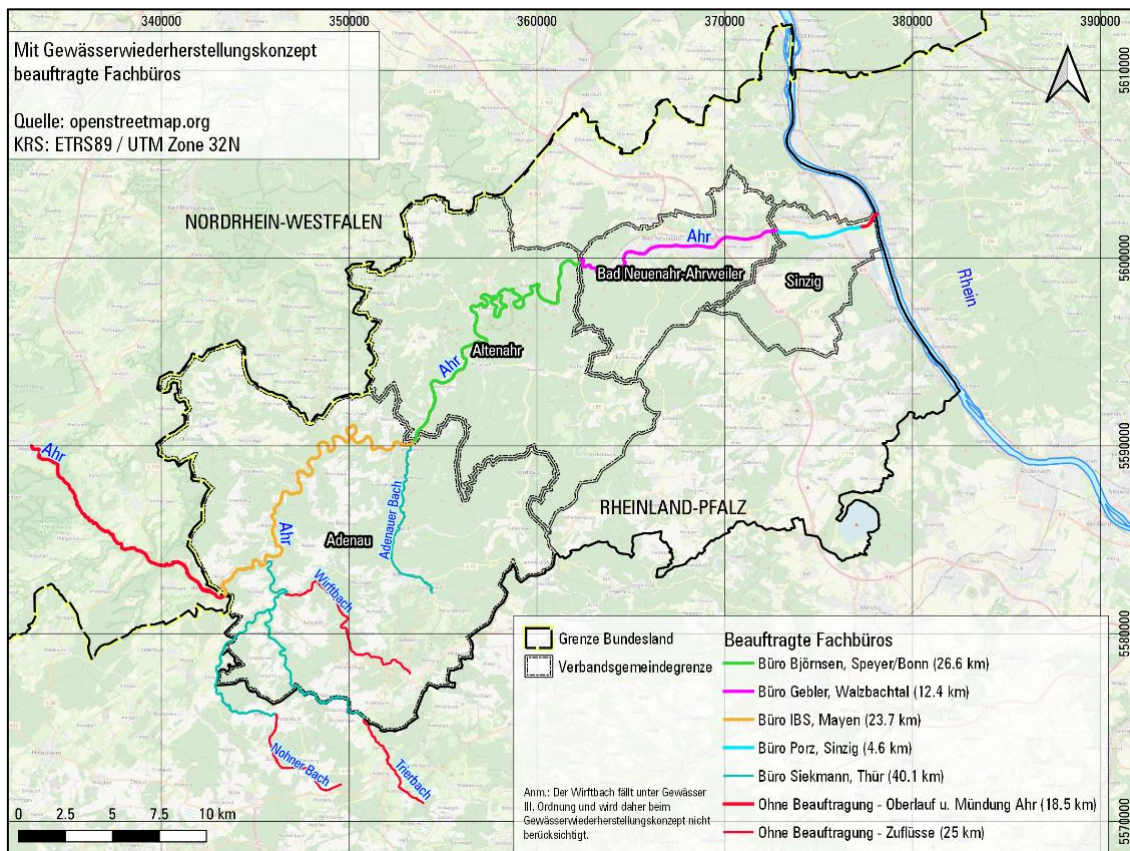 340000
350000
360000
370000
380000
390000
Mit Gewässerwiederherstellungskonzept
beauftragte Fachbüros
Quelle: openstreetmap.org
KRS: ETRS89 / UTM Zone 32N
5610000
NORDRHEIN-WESTFALEN
Ahr
5600000
Bad Neuenahr-Ahrweiler
Sinzig
Rhein
Altenahr
Ahr
5590000
Ahr
Adenauer Bach
RHEINLAND-PFALZ
Ahr
Adenau
Wirftbach
5580000
Nohner Bach
Trierbach
5570000
Grenze Bundesland
Verbandsgemeindegrenze
Beauftragte Fachbüros
Büro Björnsen, Speyer/Bonn (26.6 km)
Büro Gebler, Walzbachtal (12.4 km)
Büro IBS, Mayen (23.7 km)
Büro Porz, Sinzig (4.6 km)
Büro Siekmann, Thür (40.1 km)
Ohne Beauftragung - Oberlauf u. Mündung Ahr (18.5 km)
Ohne Beauftragung - Zuflüsse (25 km)
Anm.: Der Wirftbach fällt unter Gewässer
III. Ordnung und wird daher beim
Gewässerwiederherstellungskonzept nicht
berücksichtigt.
0 2.5 5 7.5 10 km